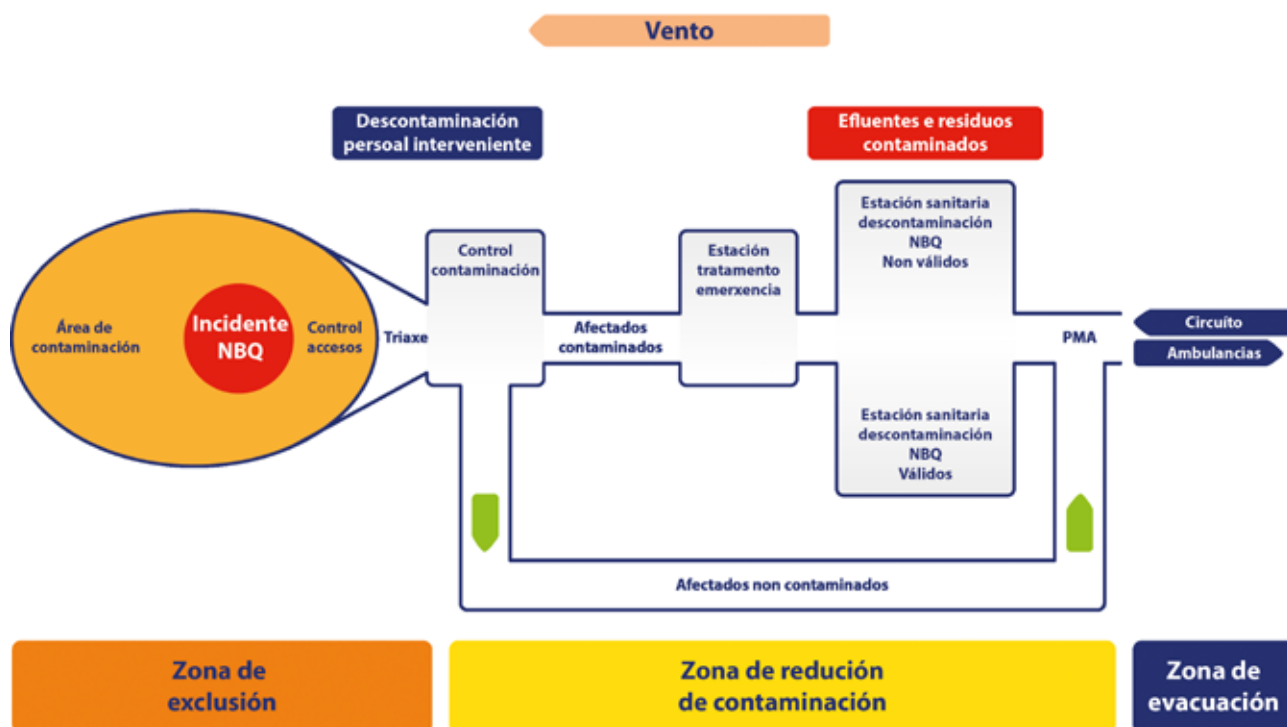 Vento
Descontaminación
persoal interveniente
Efluentes e residuos
contaminados
Área de
contaminación
Incidente
NBQ
Control
accesos
Triaxe
Control
contaminación
Afectados
contaminados
Estación
tratamento
emerxencia
Estación sanitaria
descontaminación
NBQ
Non válidos
Estación sanitaria
descontaminación
NBQ
Válidos
PMA
Circuíto
Ambulancias
Afectados non contaminados
Zona de
exclusión
Zona de redución
de contaminación
Zona de
evacuación